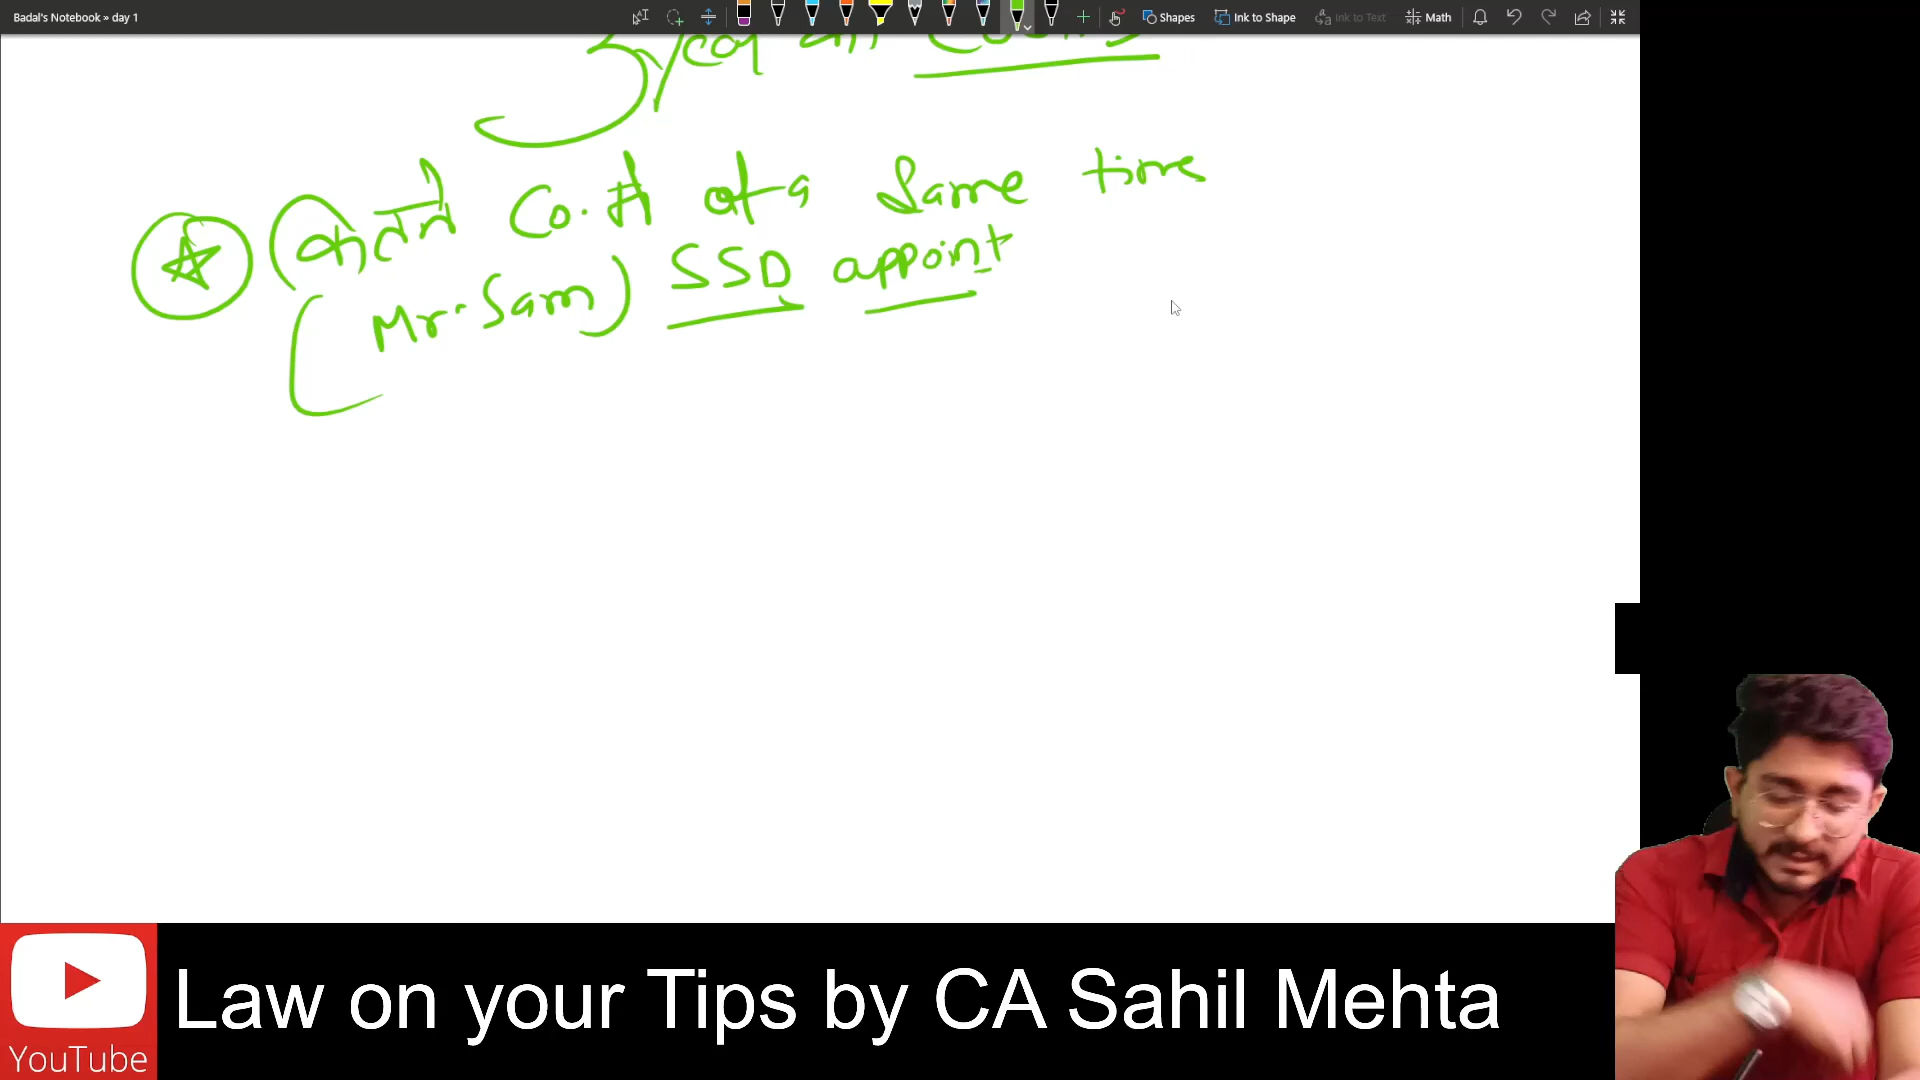 Badal's Notebook » day 1
Shapes
Ink to Shape
Ink to Text
Math
कितने Co. में at a Same time
(Mr. Sam) SSD appoint
YouTube
Law on your Tips by CA Sahil Mehta